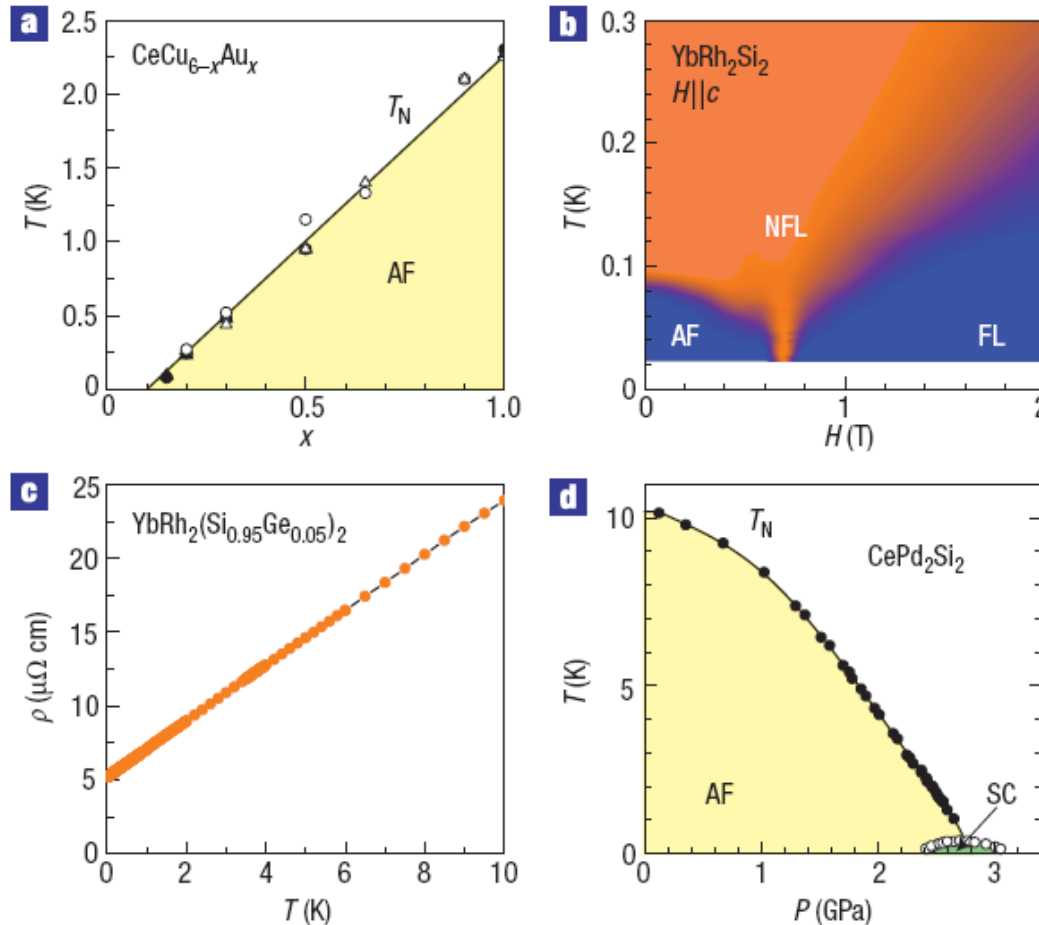 a
CeCu₆₋ₓAuₓ
T_N
AF
T (K)
2.5
2.0
1.5
1.0
0.5
0
0
0.5
1.0
x
b
YbRh₂Si₂
H||c
NFL
AF
FL
T (K)
0.3
0.2
0.1
0
0
1
2
H (T)
c
YbRh₂(Si₀.₉₅Ge₀.₀₅)₂
ρ (μΩ cm)
25
20
15
10
5
0
0
2
4
6
8
10
T (K)
d
T_N
CePd₂Si₂
AF
SC
T (K)
10
5
0
0
1
2
3
P (GPa)